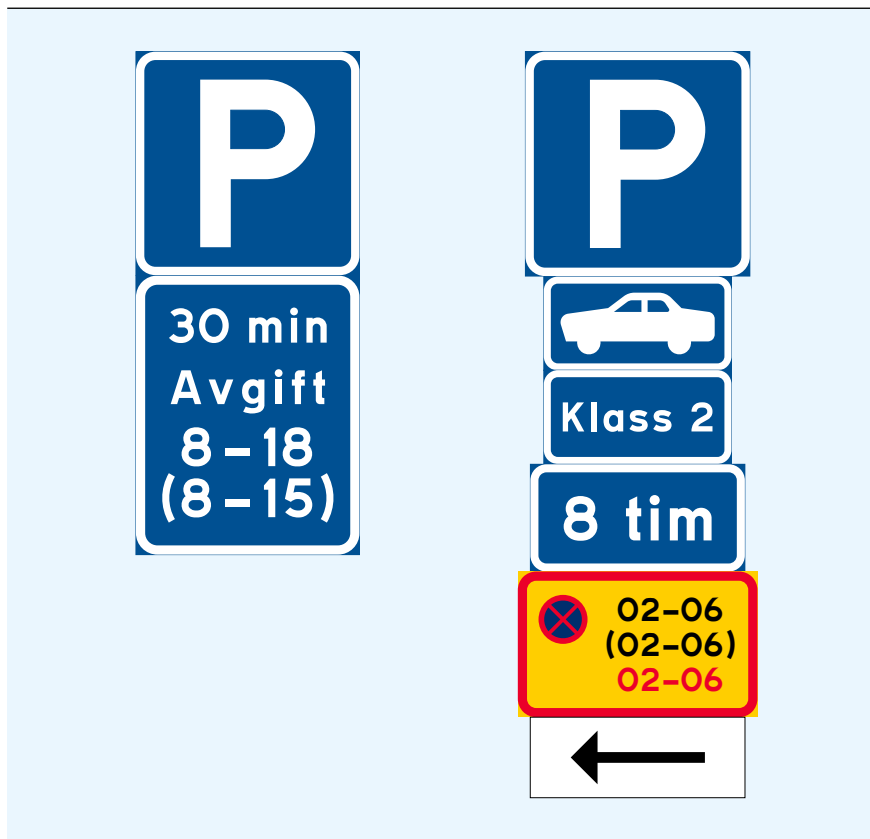 P
30 min
Avgift
8-18
(8-15)
P
Klass 2
8 tim
02-06
(02-06)
02-06